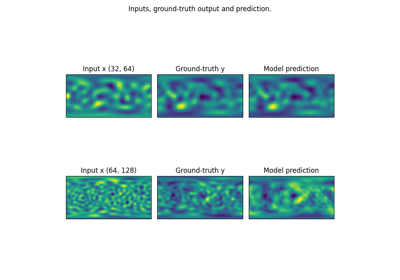 Inputs, ground-truth output and prediction.
Input x (32, 64)
Ground-truth y
Model prediction
Input x (64, 128)
Ground-truth y
Model prediction